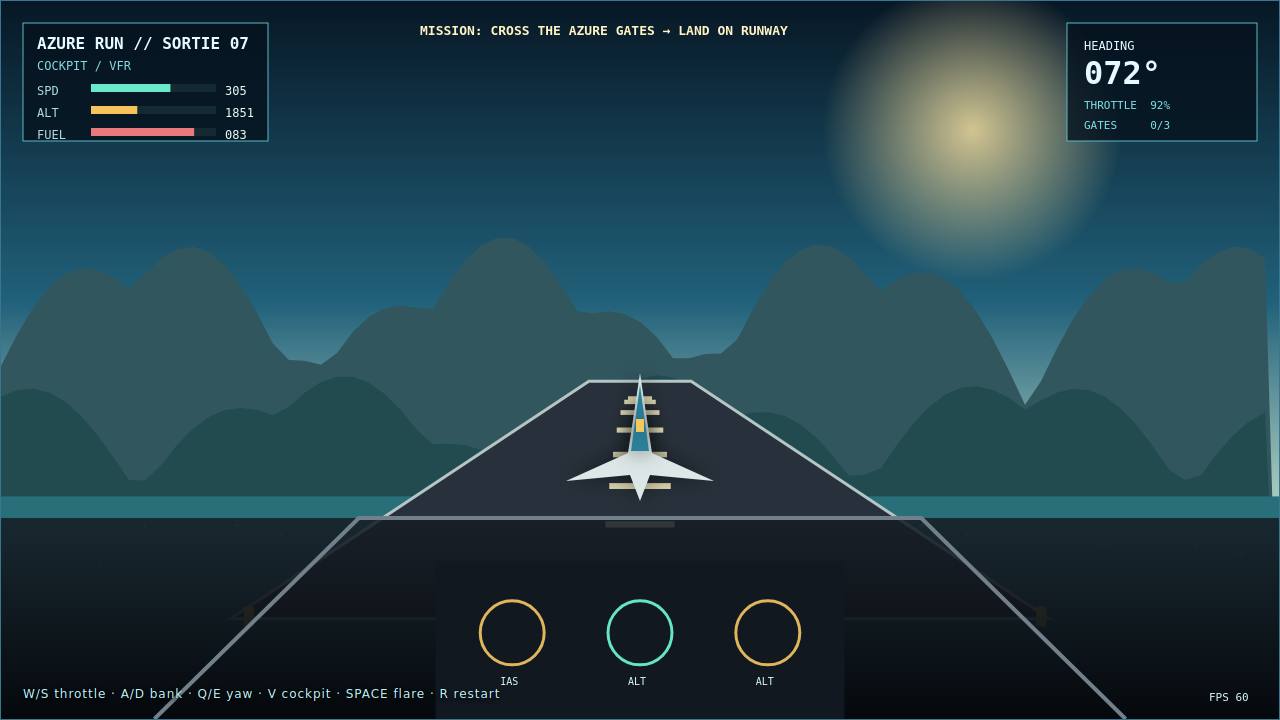 AZURE RUN // SORTIE 07
COCKPIT / VFR
SPD 305
ALT 1851
FUEL 083
MISSION: CROSS THE AZURE GATES → LAND ON RUNWAY
HEADING
072°
THROTTLE 92%
GATES 0/3
IAS ALT ALT
W/S throttle · A/D bank · Q/E yaw · V cockpit · SPACE flare · R restart
FPS 60